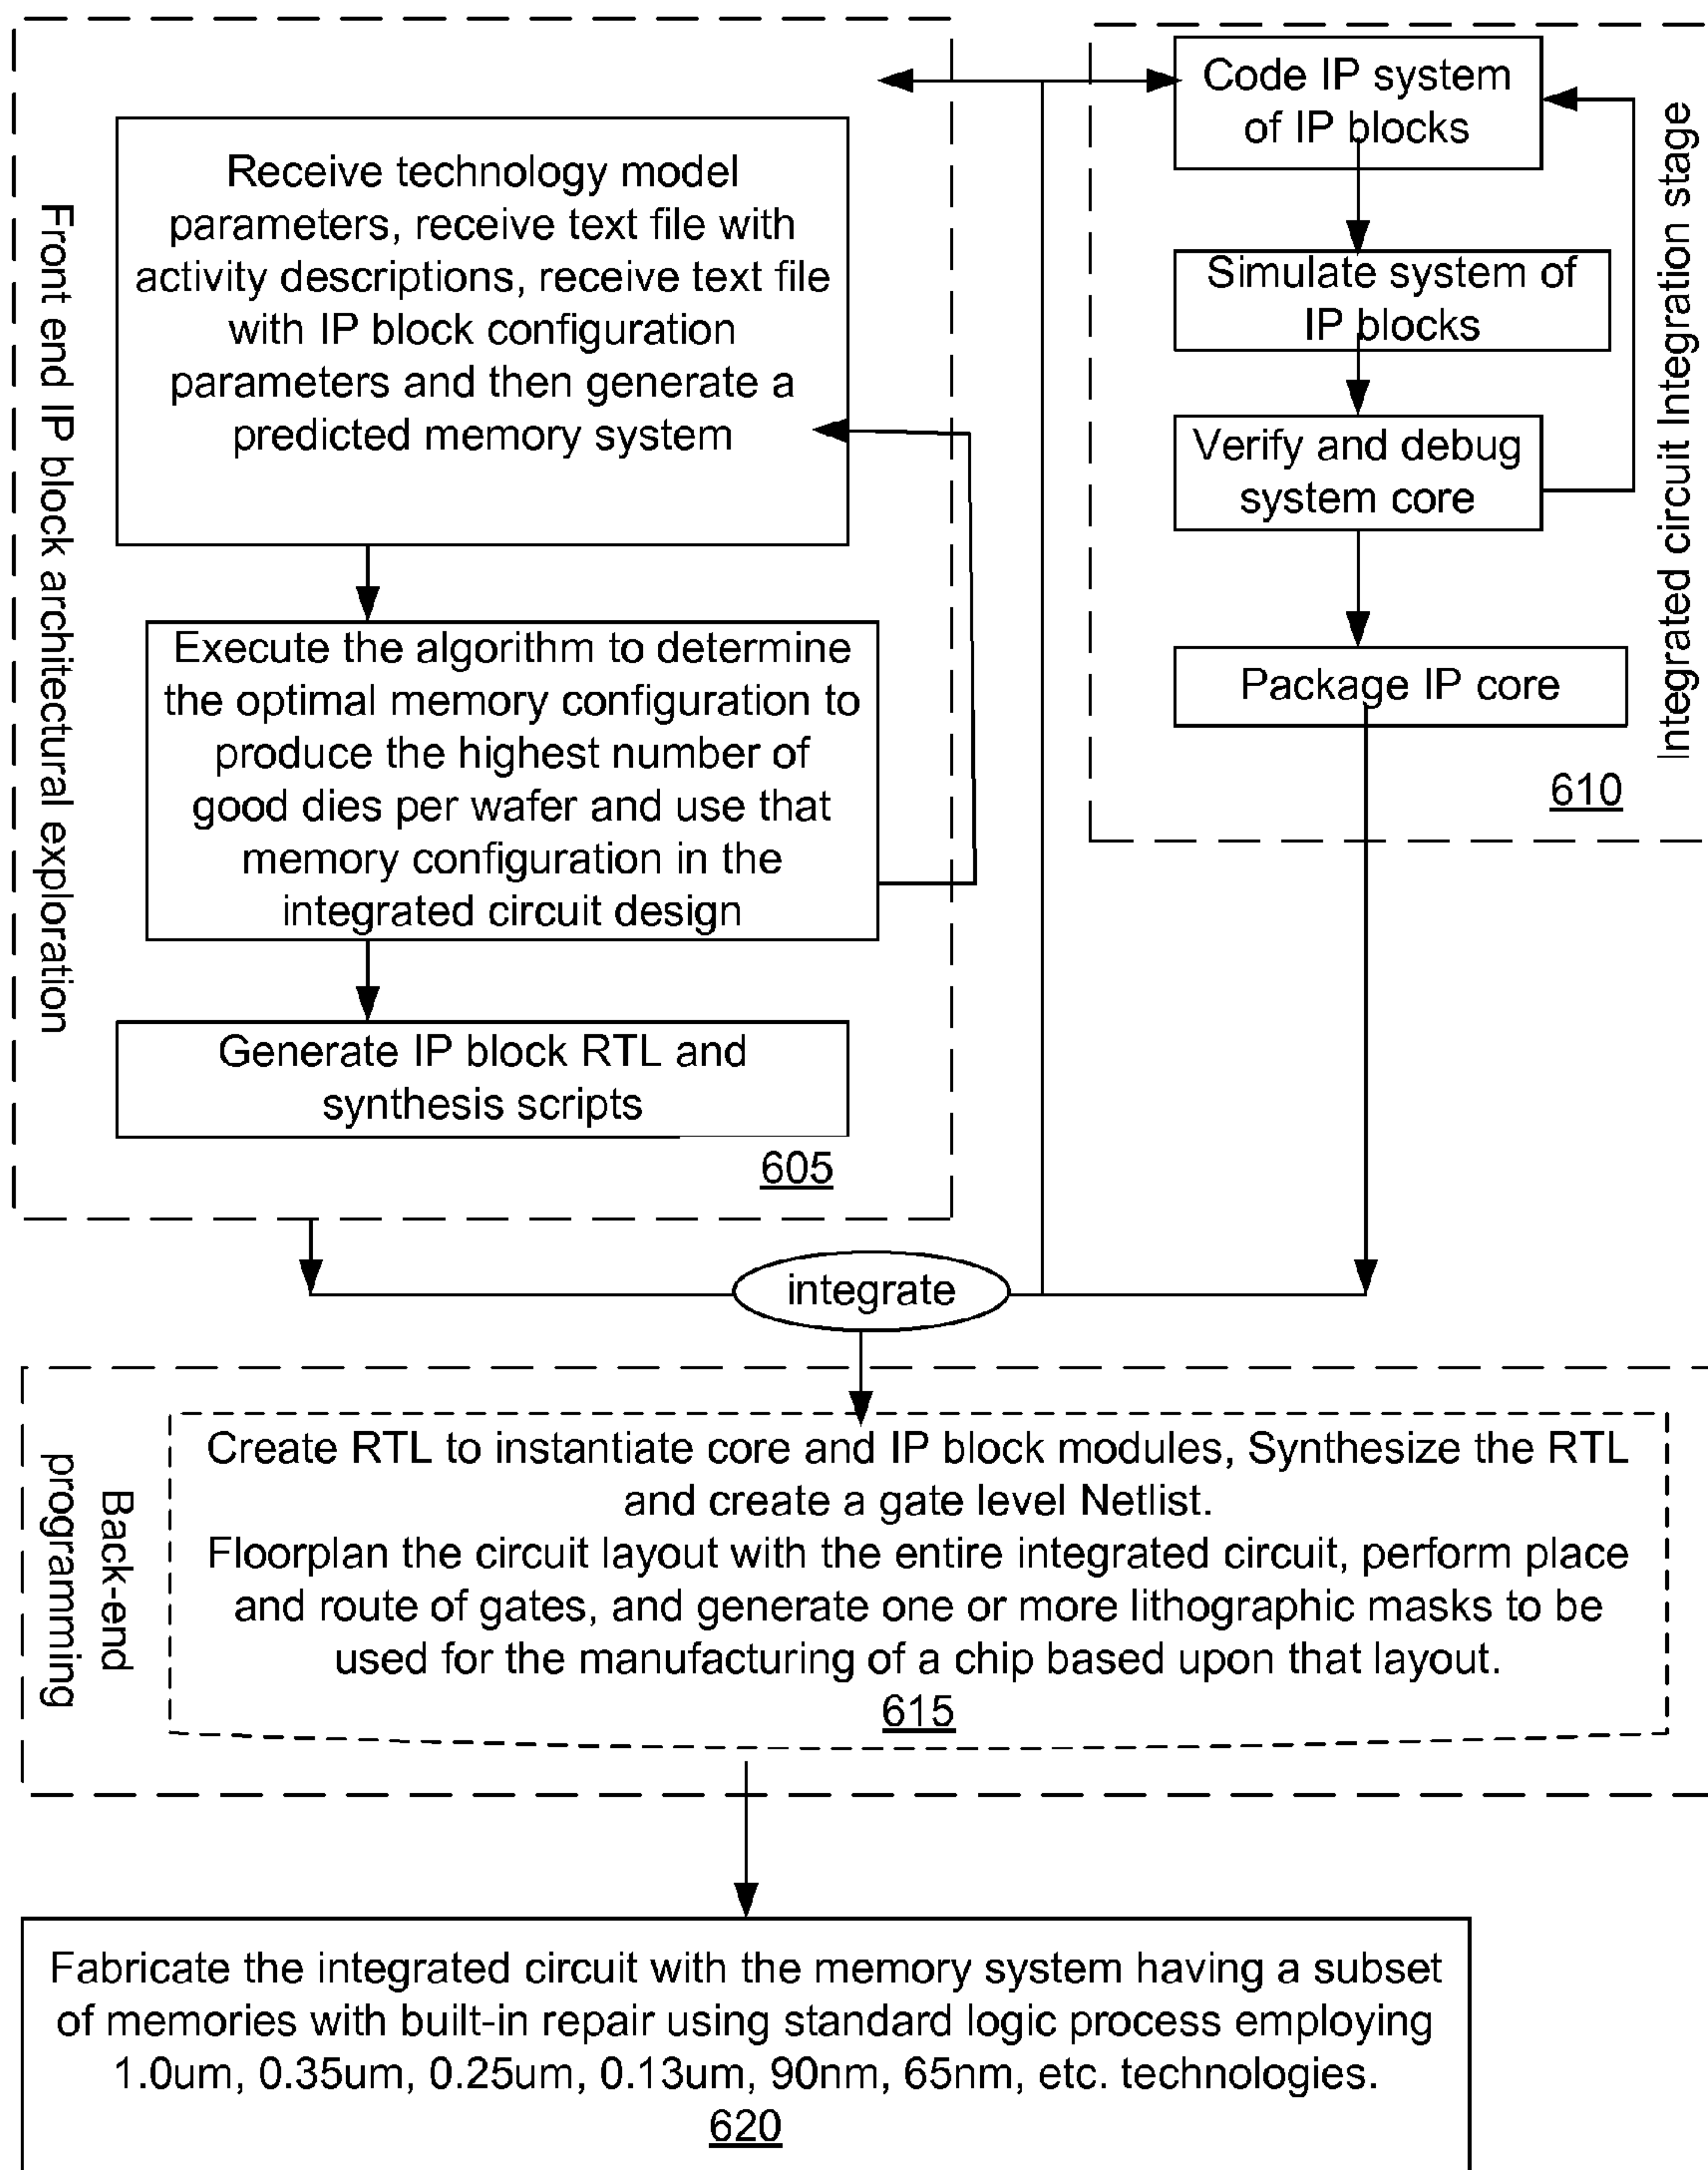 Front end IP block architectural exploration
Receive technology model
parameters, receive text file with
activity descriptions, receive text file
with IP block configuration
parameters and then generate a
predicted memory system
Execute the algorithm to determine
the optimal memory configuration to
produce the highest number of
good dies per wafer and use that
memory configuration in the
integrated circuit design
Generate IP block RTL and
synthesis scripts
605
Code IP system
of IP blocks
Simulate system of
IP blocks
Verify and debug
system core
Package IP core
610
Integrated circuit Integration stage
integrate
Back-end
programming
Create RTL to instantiate core and IP block modules, Synthesize the RTL
and create a gate level Netlist.
Floorplan the circuit layout with the entire integrated circuit, perform place
and route of gates, and generate one or more lithographic masks to be
used for the manufacturing of a chip based upon that layout.
615
Fabricate the integrated circuit with the memory system having a subset
of memories with built-in repair using standard logic process employing
1.0um, 0.35um, 0.25um, 0.13um, 90nm, 65nm, etc. technologies.
620